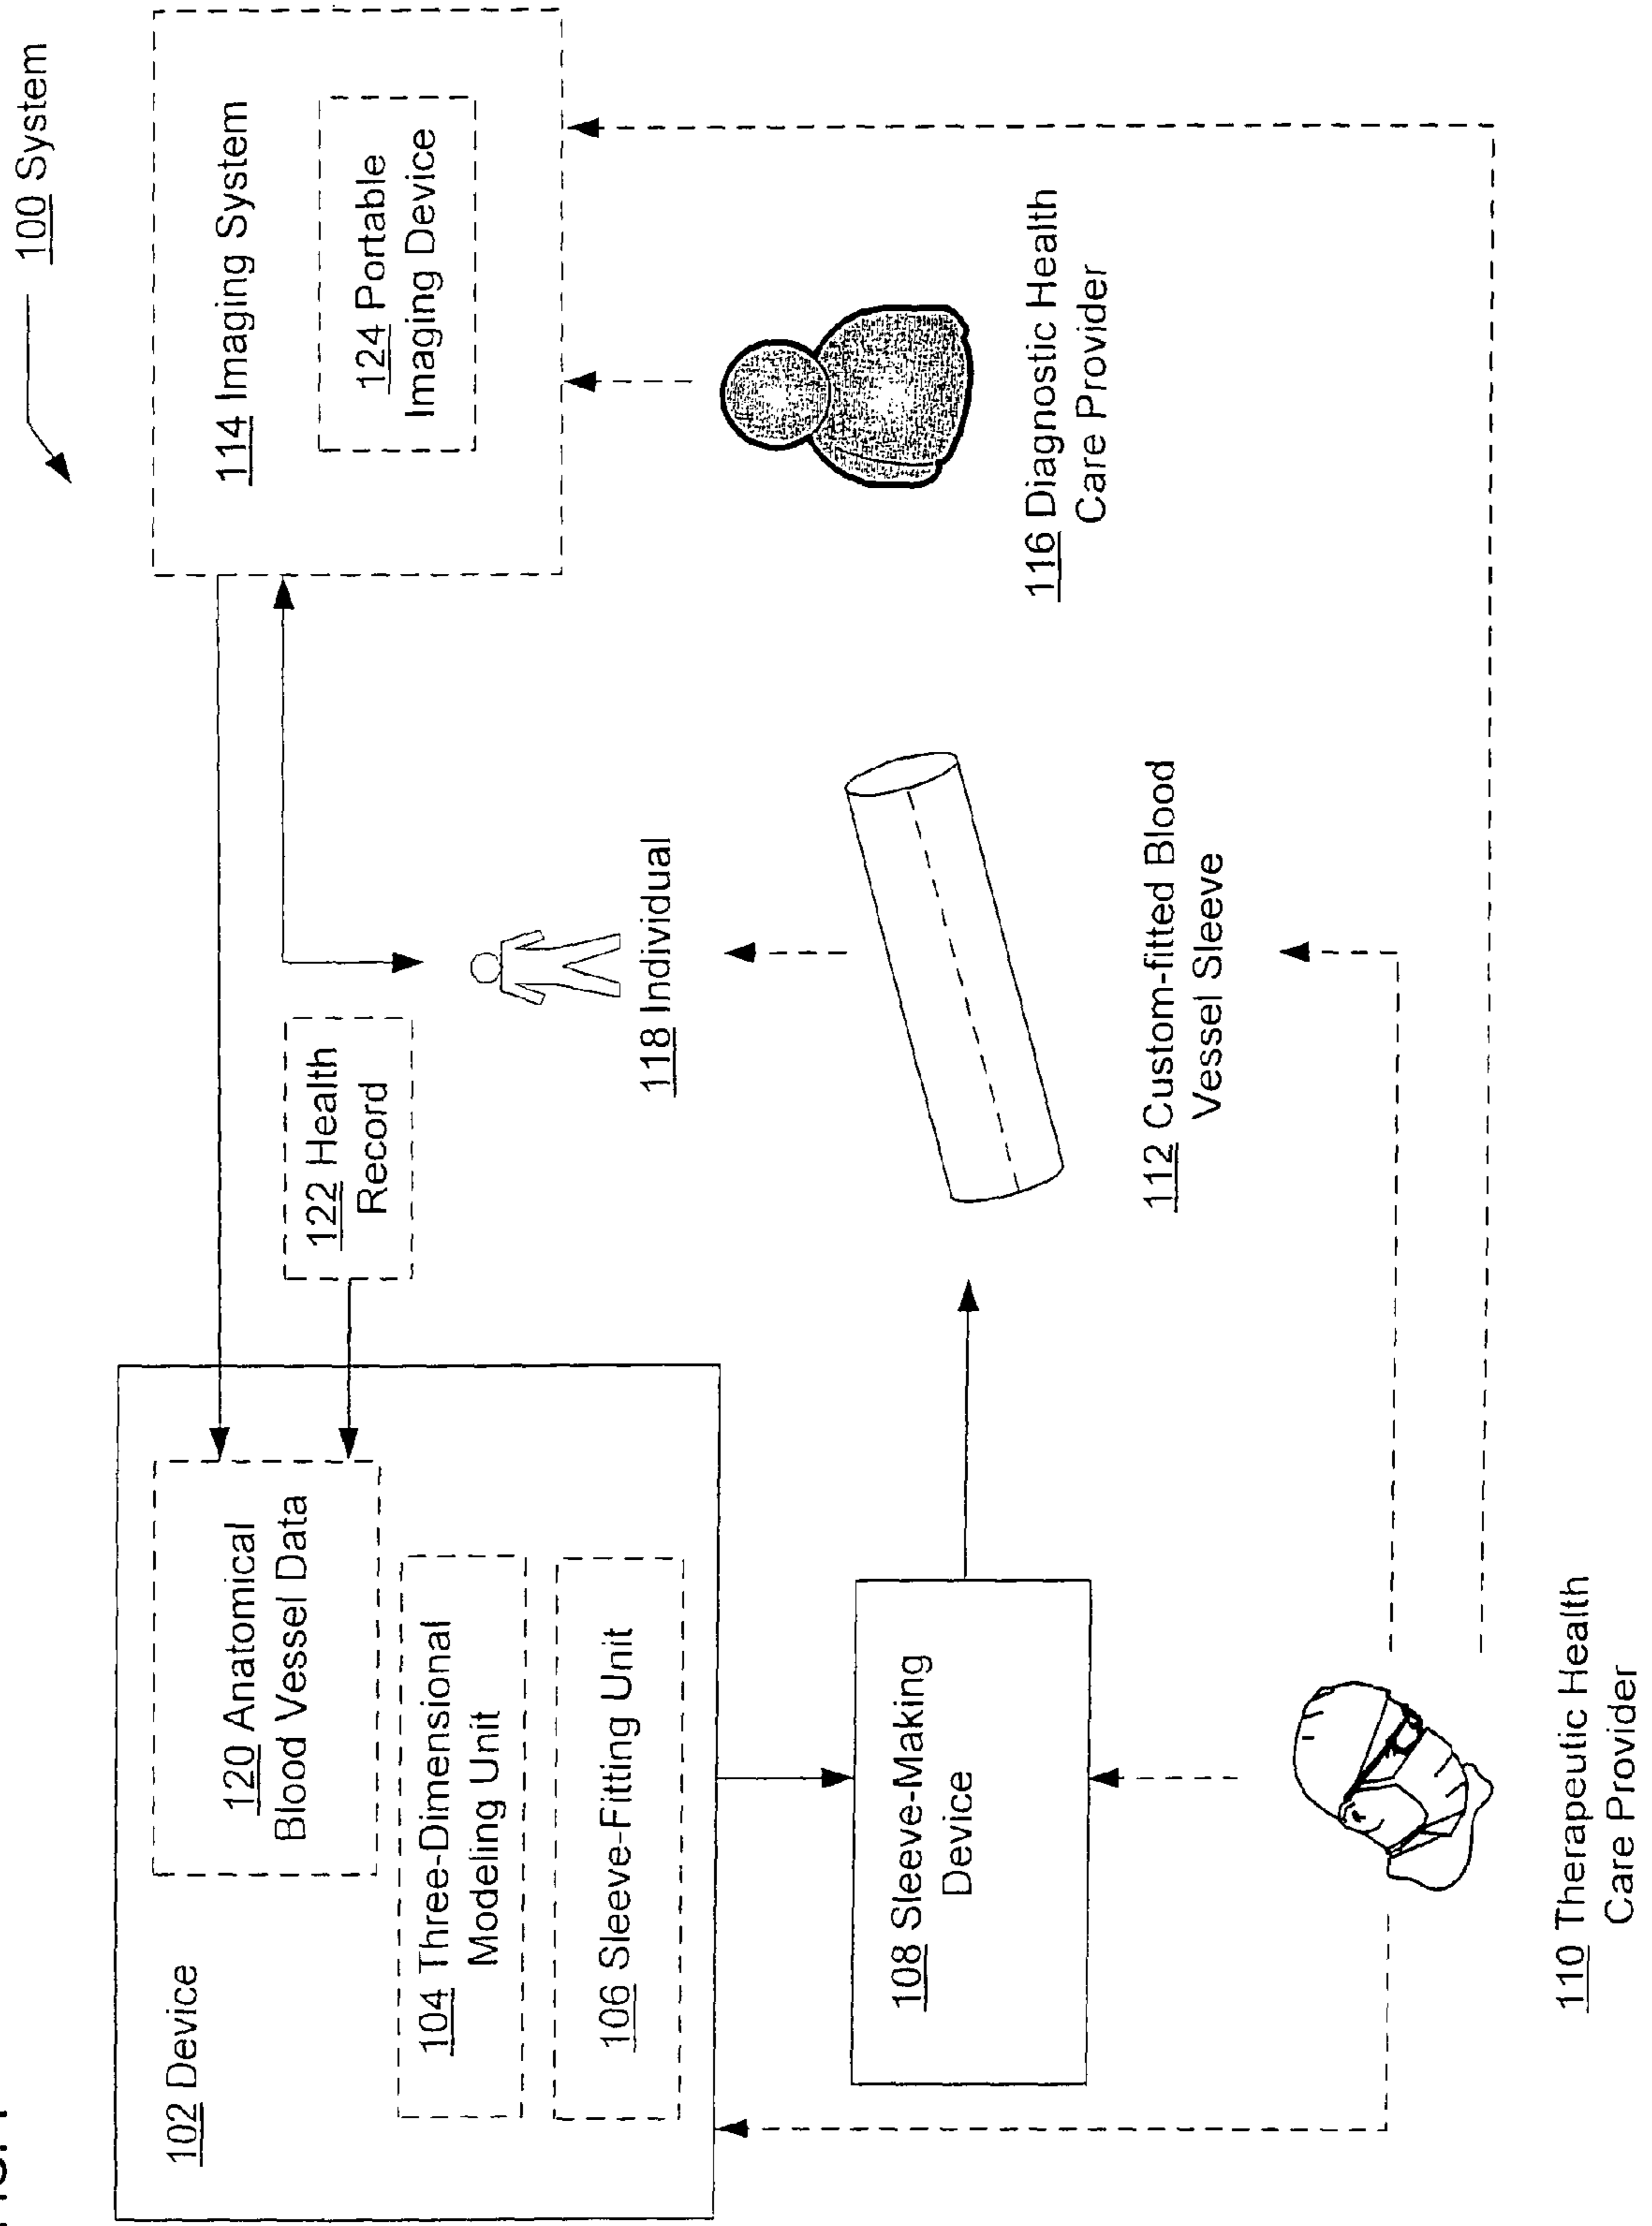 100 System
102 Device
120 Anatomical
Blood Vessel Data
104 Three-Dimensional
Modeling Unit
106 Sleeve-Fitting Unit
122 Health
Record
114 Imaging System
124 Portable
Imaging Device
118 Individual
108 Sleeve-Making
Device
112 Custom-fitted Blood
Vessel Sleeve
116 Diagnostic Health
Care Provider
110 Therapeutic Health
Care Provider